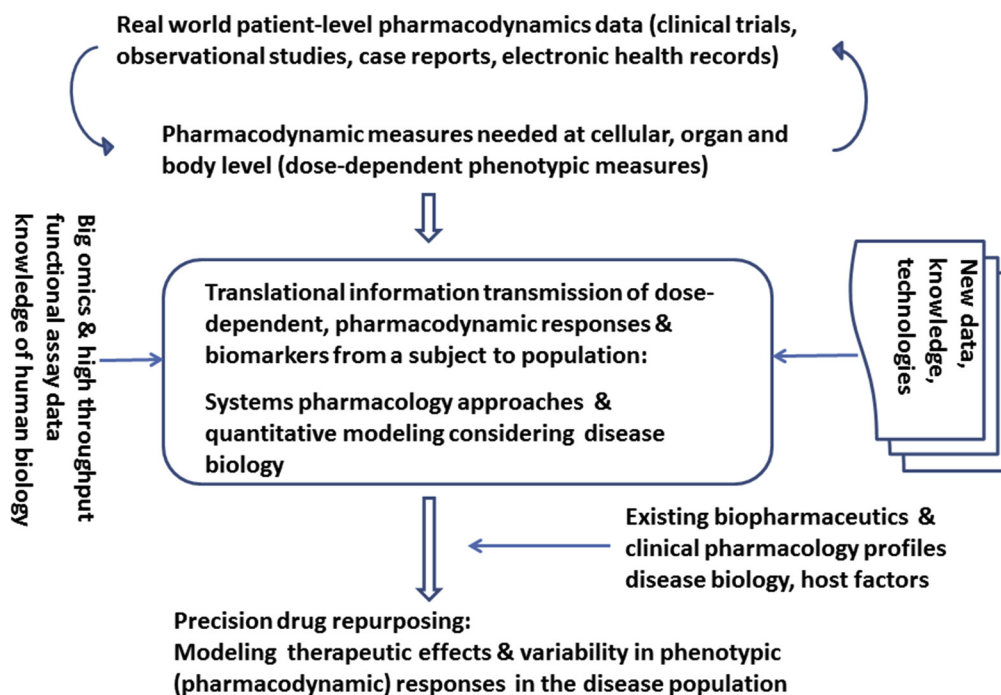 Real world patient-level pharmacodynamics data (clinical trials,
observational studies, case reports, electronic health records)
Pharmacodynamic measures needed at cellular, organ and
body level (dose-dependent phenotypic measures)
Big omics & high throughput
functional assay data
knowledge of human biology
Translational information transmission of dose-
dependent, pharmacodynamic responses &
biomarkers from a subject to population:
Systems pharmacology approaches &
quantitative modeling considering disease
biology
New data,
knowledge,
technologies
Existing biopharmaceutics &
clinical pharmacology profiles
disease biology, host factors
Precision drug repurposing:
Modeling therapeutic effects & variability in phenotypic
(pharmacodynamic) responses in the disease population